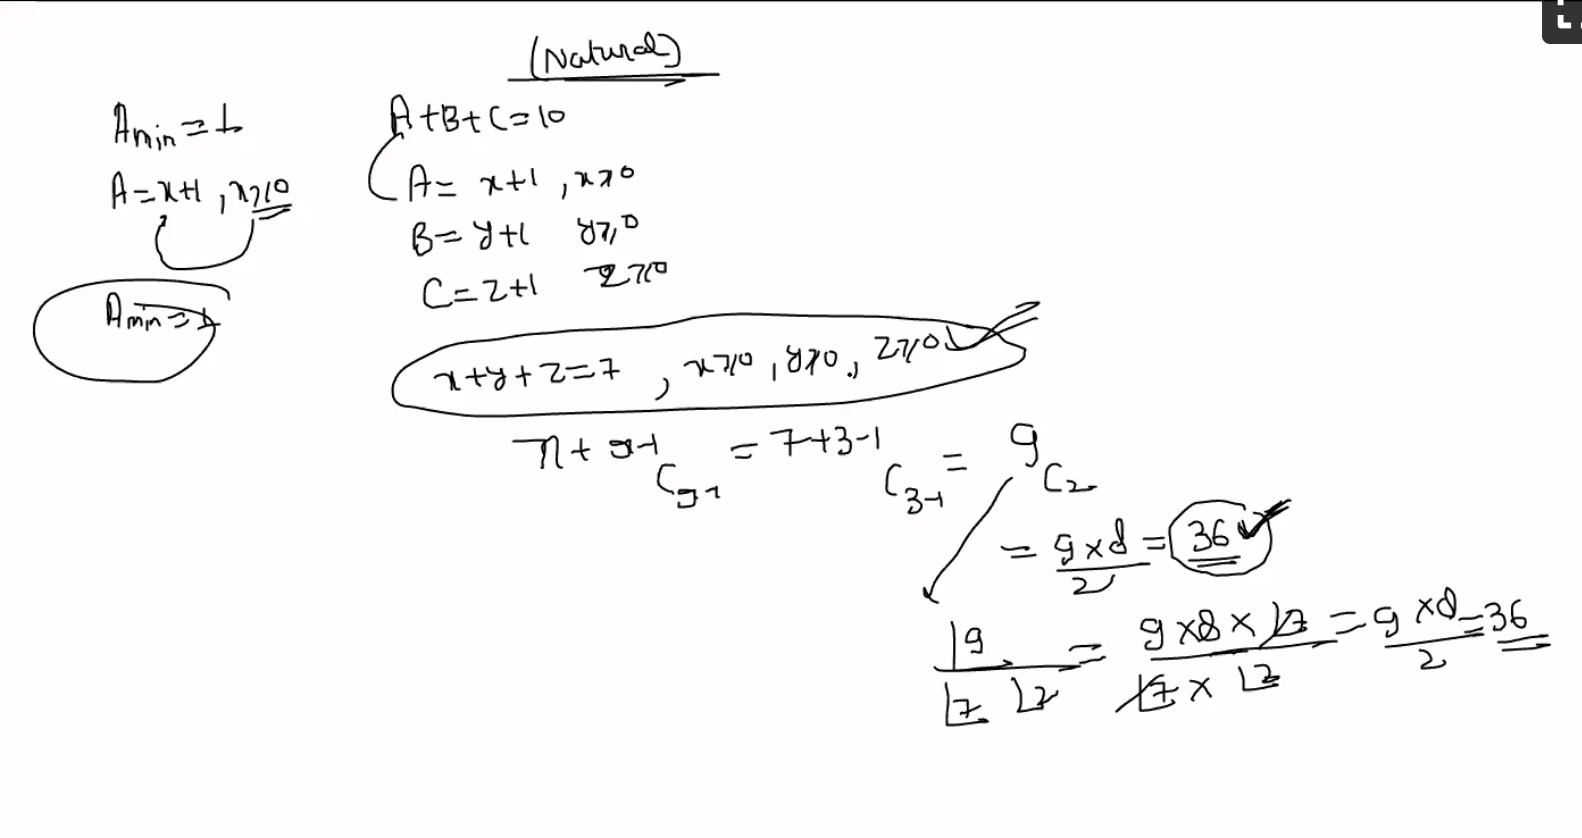 (Natural)
Amin = 1
A+B+C=10
A=x+1, x≥0
A= x+1, x≥0
B= y+1 y≥0
C=z+1 z≥0
Amin=1
x+y+z=7, x≥0, y≥0, z≥0
n+r-1Cr-1 = 7+3-1C3-1 = 9C2
= 9×8/2 = 36
|9 / |7 |2 = 9×8×|7 / |7×|2 = 9×8/2 = 36